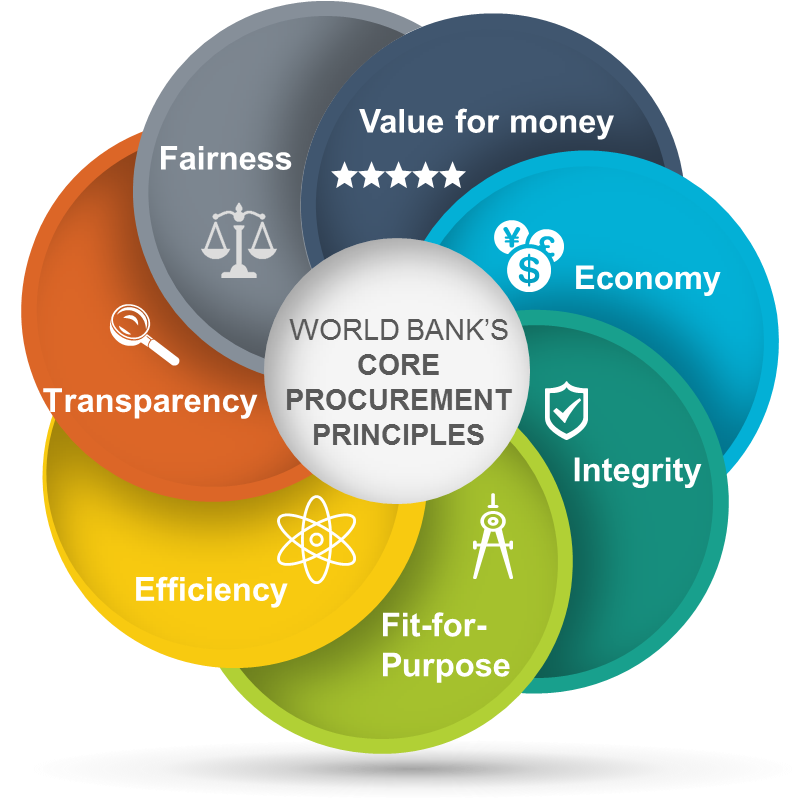 WORLD BANK'S
CORE
PROCUREMENT
PRINCIPLES
Value for money
¥ £
$
Economy
Integrity
Fit-for-
Purpose
Efficiency
Transparency
Fairness